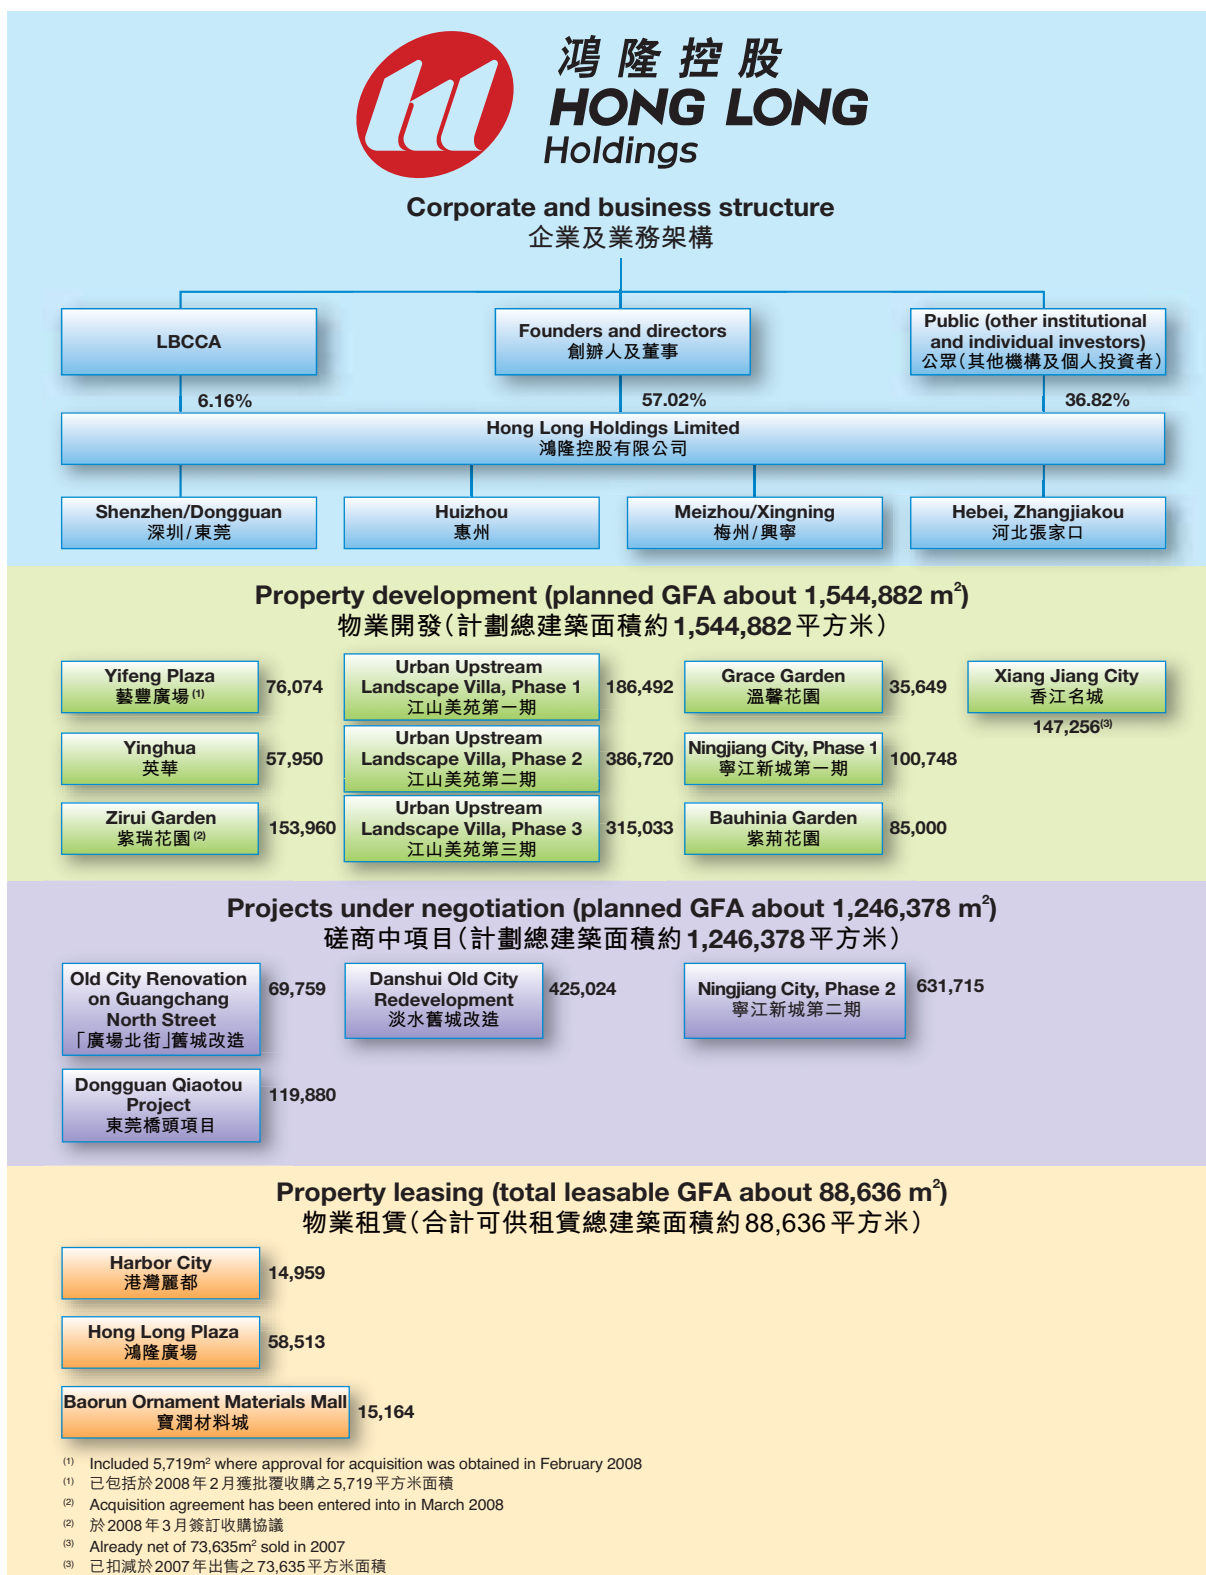 鴻隆控股
HONG LONG
Holdings
Corporate and business structure
企業及業務架構
LBCCA
Founders and directors
創辦人及董事
Public (other institutional
and individual investors)
公眾(其他機構及個人投資者)
6.16%
57.02%
36.82%
Hong Long Holdings Limited
鴻隆控股有限公司
Shenzhen/Dongguan
深圳/東莞
Huizhou
惠州
Meizhou/Xingning
梅州/興寧
Hebei, Zhangjiakou
河北張家口
Property development (planned GFA about 1,544,882 m²)
物業開發(計劃總建築面積約1,544,882平方米)
Yifeng Plaza
藝豐廣場(1)
76,074
Urban Upstream
Landscape Villa, Phase 1
江山美苑第一期
186,492
Grace Garden
溫馨花園
35,649
Xiang Jiang City
香江名城
147,256(3)
Yinghua
英華
57,950
Urban Upstream
Landscape Villa, Phase 2
江山美苑第二期
386,720
Ningjiang City, Phase 1
寧江新城第一期
100,748
Zirui Garden
紫瑞花園(2)
153,960
Urban Upstream
Landscape Villa, Phase 3
江山美苑第三期
315,033
Bauhinia Garden
紫荊花園
85,000
Projects under negotiation (planned GFA about 1,246,378 m²)
磋商中項目(計劃總建築面積約1,246,378平方米)
Old City Renovation
on Guangchang
North Street
「廣場北街」舊城改造
69,759
Danshui Old City
Redevelopment
淡水舊城改造
425,024
Ningjiang City, Phase 2
寧江新城第二期
631,715
Dongguan Qiaotou
Project
東莞橋頭項目
119,880
Property leasing (total leasable GFA about 88,636 m²)
物業租賃(合計可供租賃總建築面積約88,636平方米)
Harbor City
港灣麗都
14,959
Hong Long Plaza
鴻隆廣場
58,513
Baorun Ornament Materials Mall
寶潤材料城
15,164
(1) Included 5,719m² where approval for acquisition was obtained in February 2008
(1) 已包括於2008年2月獲批覆收購之5,719平方米面積
(2) Acquisition agreement has been entered into in March 2008
(2) 於2008年3月簽訂收購協議
(3) Already net of 73,635m² sold in 2007
(3) 已扣減於2007年出售之73,635平方米面積